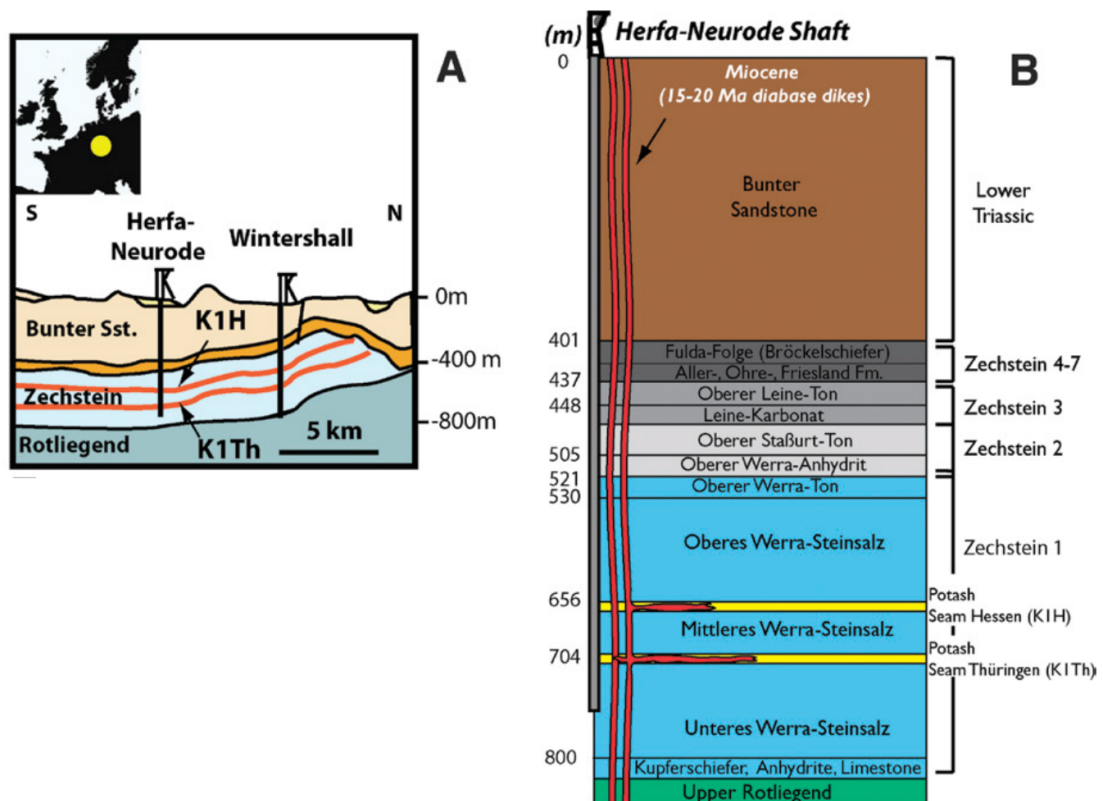 A
S
N
Herfa-
Neurode
Wintershall
K1H
0m
Bunter Sst.
-400 m
Zechstein
-800m
5 km
Rotliegend
K1Th
B
(m)
Herfa-Neurode Shaft
0
Miocene
(15-20 Ma diabase dikes)
Bunter
Sandstone
Lower
Triassic
401
Fulda-Folge (Bröckelschiefer)
Zechstein 4-7
Aller-, Ohre-, Friesland Fm.
437
Oberer Leine-Ton
Zechstein 3
448
Leine-Karbonat
Oberer Staßurt-Ton
Zechstein 2
505
Oberer Werra-Anhydrit
521
Oberer Werra-Ton
530
Oberes Werra-Steinsalz
Zechstein 1
656
Potash
Seam Hessen (K1H)
Mittleres Werra-Steinsalz
704
Potash
Seam Thüringen (K1Th)
Unteres Werra-Steinsalz
800
Kupferschiefer, Anhydrite, Limestone
Upper Rotliegend